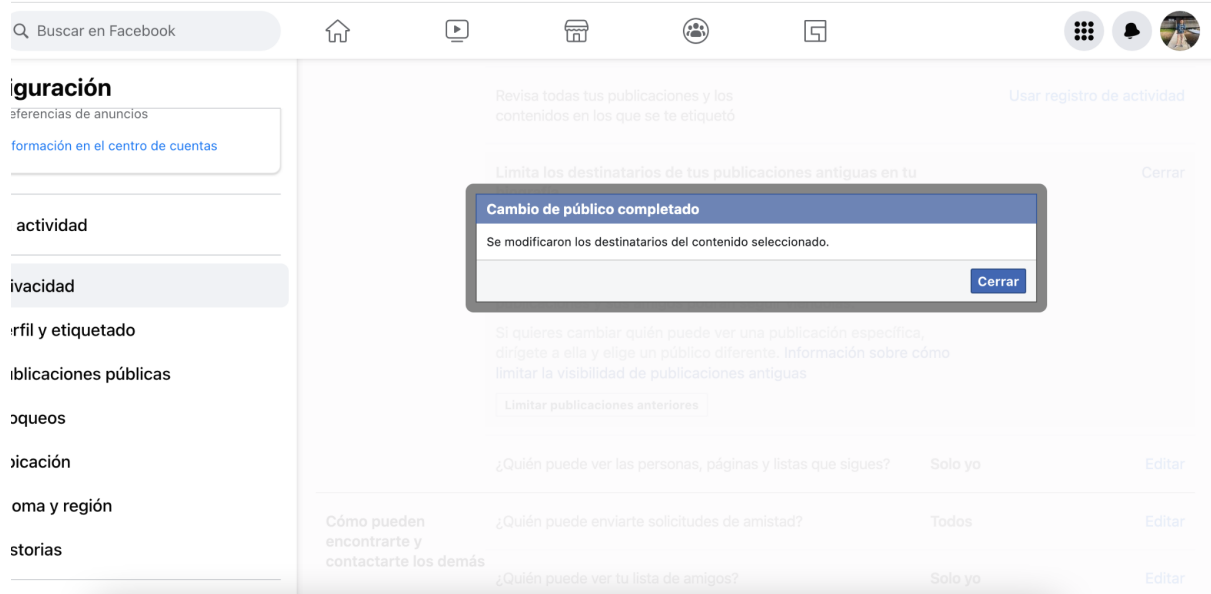 Buscar en Facebook
iguración
eferencias de anuncios
formación en el centro de cuentas
actividad
ivacidad
rfil y etiquetado
ublicaciones públicas
oqueos
bicación
oma y región
storias
Revisa todas tus publicaciones y los
contenidos en los que se te etiquetó
Usar registro de actividad
Limita los destinatarios de tus publicaciones antiguas en tu
Cerrar
Cambio de público completado
Se modificaron los destinatarios del contenido seleccionado.
Cerrar
Si quieres cambiar quién puede ver una publicación específica,
dirígete a ella y elige un público diferente. Información sobre cómo
limitar la visibilidad de publicaciones antiguas
Limitar publicaciones anteriores
¿Quién puede ver las personas, páginas y listas que sigues? Solo yo Editar
Cómo pueden
encontrarte y
contactarte los demás
¿Quién puede enviarte solicitudes de amistad? Todos Editar
¿Quién puede ver tu lista de amigos? Solo yo Editar